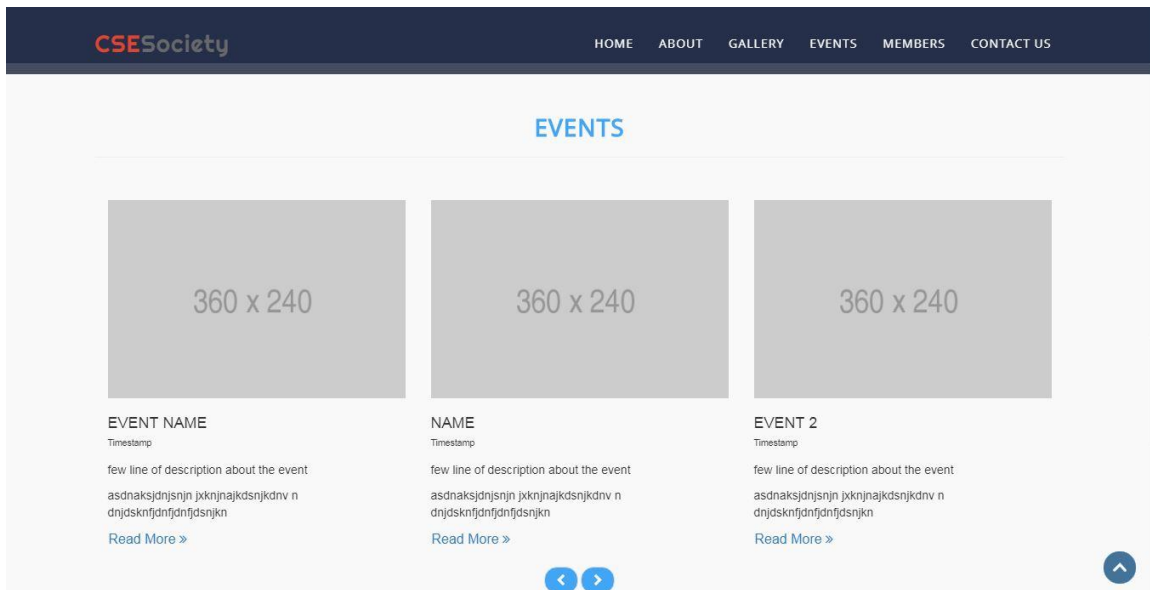 CSESociety
HOME ABOUT GALLERY EVENTS MEMBERS CONTACT US
EVENTS
360 x 240
360 x 240
360 x 240
EVENT NAME
Timestamp
few line of description about the event
asdnaksjdnjsnjn jxknjnajkdsnjkdnv n
dnjdsknfjdnfjdnfjdsnjkn
Read More »
NAME
Timestamp
few line of description about the event
asdnaksjdnjsnjn jxknjnajkdsnjkdnv n
dnjdsknfjdnfjdnfjdsnjkn
Read More »
EVENT 2
Timestamp
few line of description about the event
asdnaksjdnjsnjn jxknjnajkdsnjkdnv n
dnjdsknfjdnfjdnfjdsnjkn
Read More »